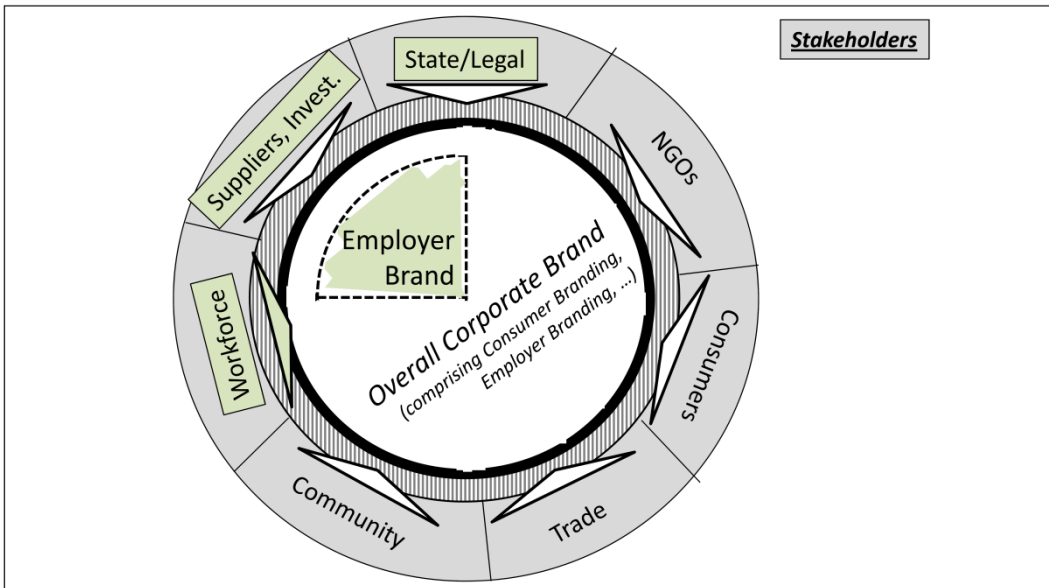 Stakeholders
State/Legal
Suppliers, Invest.
NGOs
Employer
Brand
Overall Corporate Brand
(comprising Consumer Branding,
Employer Branding, ...)
Workforce
Consumers
Community
Trade